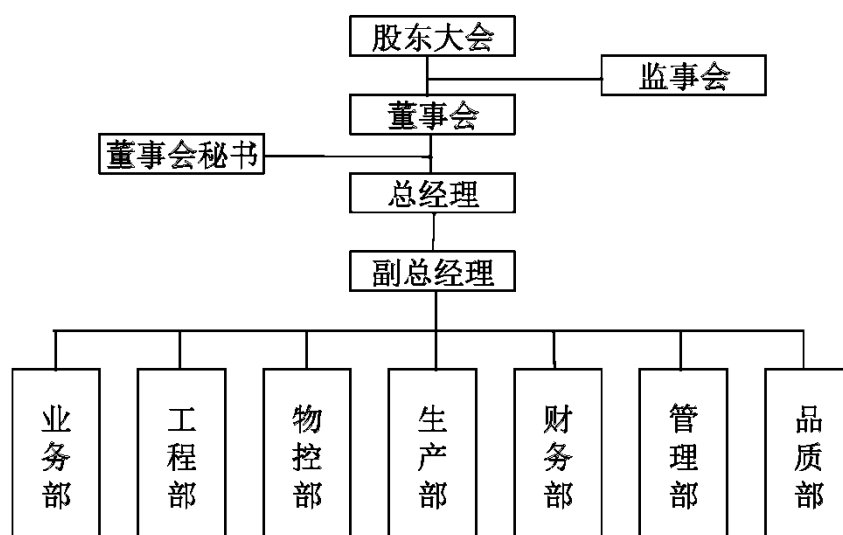 股东大会
监事会
董事会
董事会秘书
总经理
副总经理
业务部
工程部
物控部
生产部
财务部
管理部
品质部